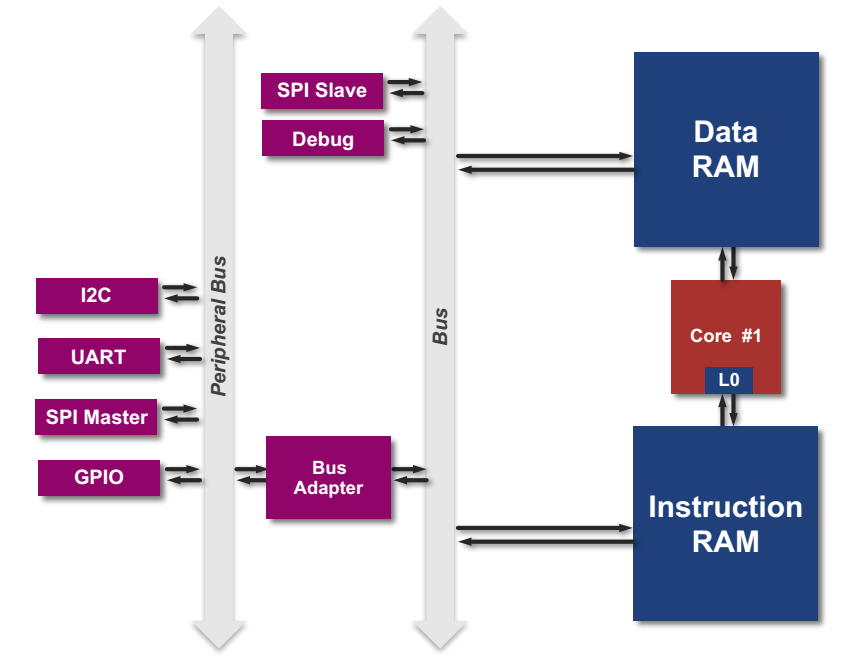 SPI Slave
Debug
Data
RAM
I2C
UART
SPI Master
GPIO
Peripheral Bus
Bus
Adapter
Bus
Core #1
L0
Instruction
RAM